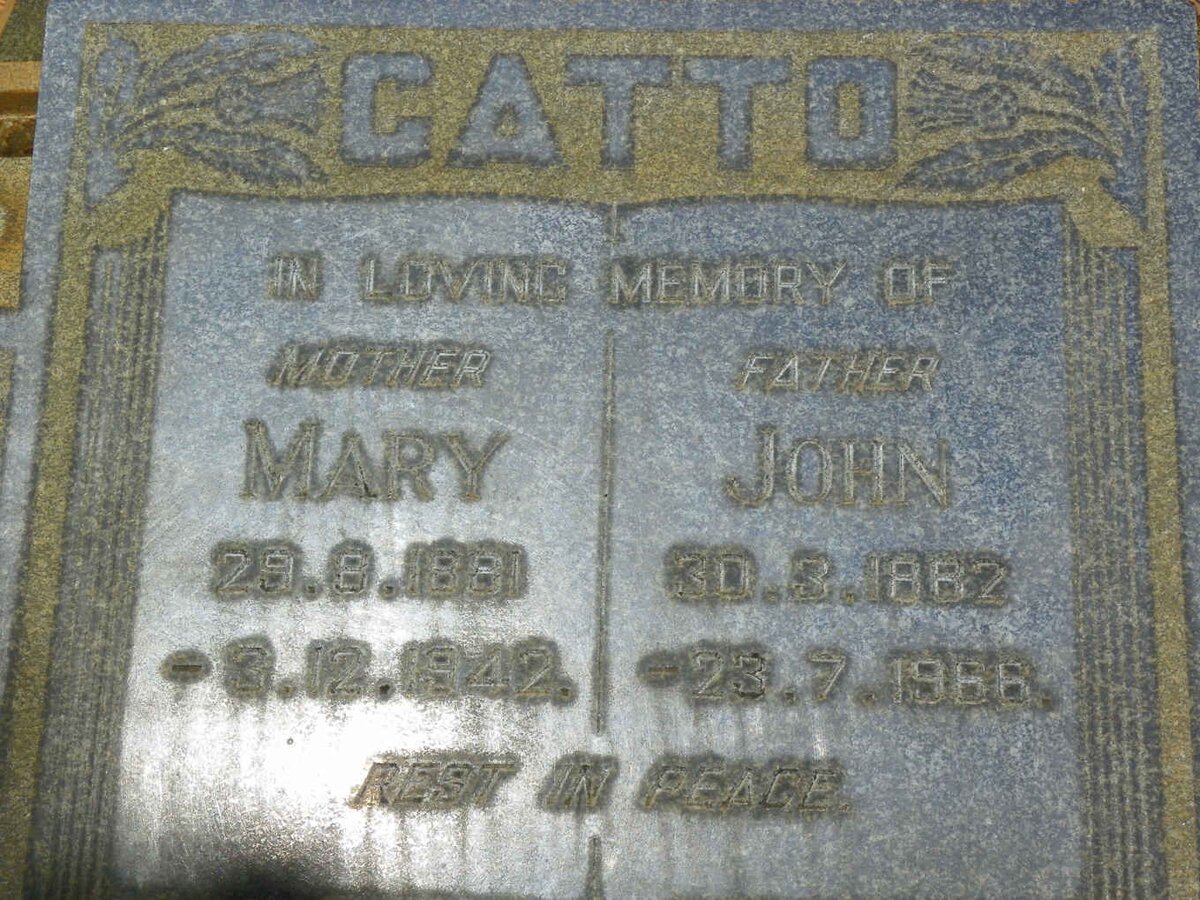 CATTO
IN LOVING MEMORY OF
MOTHER FATHER
MARY JOHN
29.8.1881 30.3.1882
-3.12.1942. -23.7.1966.
REST IN PEACE.